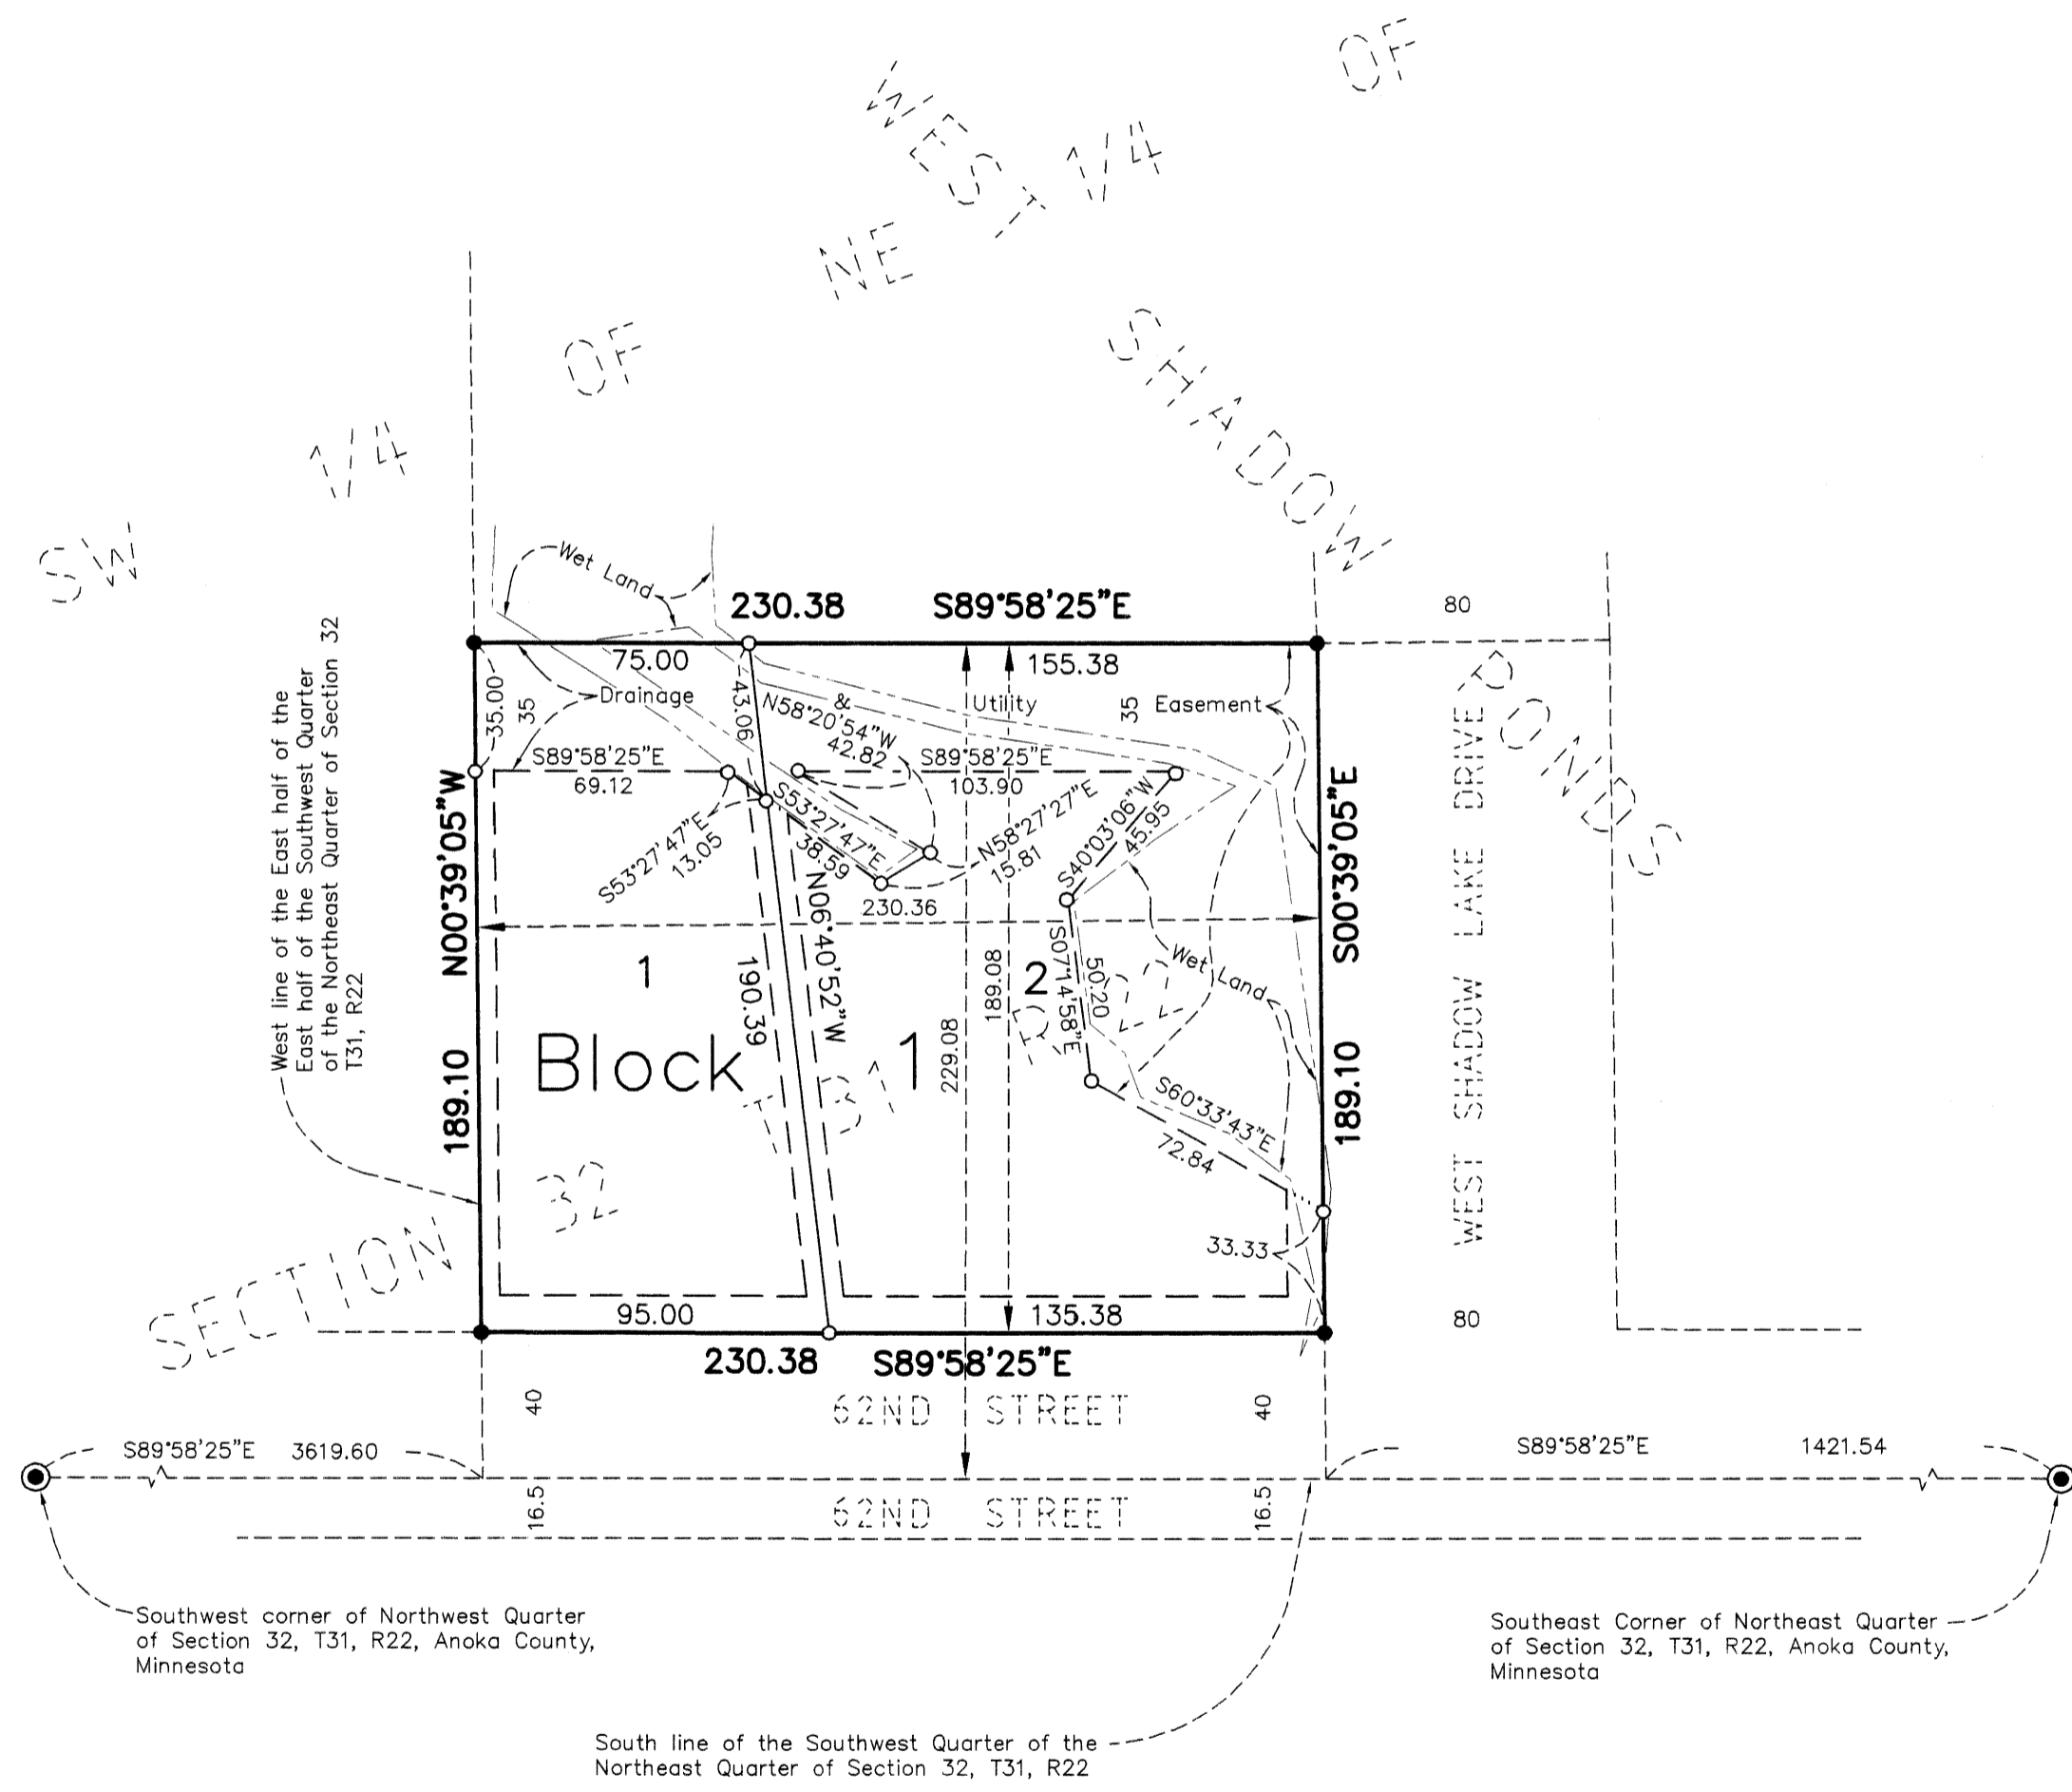 SW 1/4 OF NE 1/4 OF
SECTION 32 T31 R22
WEST SHADOW PONDS
Wet Land
230.38 S89°58'25"E
80
75.00
155.38
35.00
35
Drainage
&
Utility
35
Easement
43.06
N58°20'54"W
42.82
S89°58'25"E
69.12
S89°58'25"E
103.90
S53°27'47"E
13.05
S53°27'47"E
38.59
N58°27'27"E
15.81
S40°03'06"W
45.95
230.36
N00°39'05"W
189.10
S00°39'05"E
189.10
West line of the East half of the
East half of the Southwest Quarter
of the Northeast Quarter of Section 32
T31, R22
WEST SHADOW LAKE DRIVE
1
2
Block 1
190.39
N06°40'52"W
229.08
189.08
S07°14'58"E
50.20
Wet Land
S60°33'43"E
72.84
33.33
95.00
135.38
80
230.38 S89°58'25"E
40
62ND STREET
40
S89°58'25"E 3619.60
S89°58'25"E 1421.54
16.5
62ND STREET
16.5
Southwest corner of Northwest Quarter
of Section 32, T31, R22, Anoka County,
Minnesota
Southeast Corner of Northeast Quarter
of Section 32, T31, R22, Anoka County,
Minnesota
South line of the Southwest Quarter of the
Northeast Quarter of Section 32, T31, R22